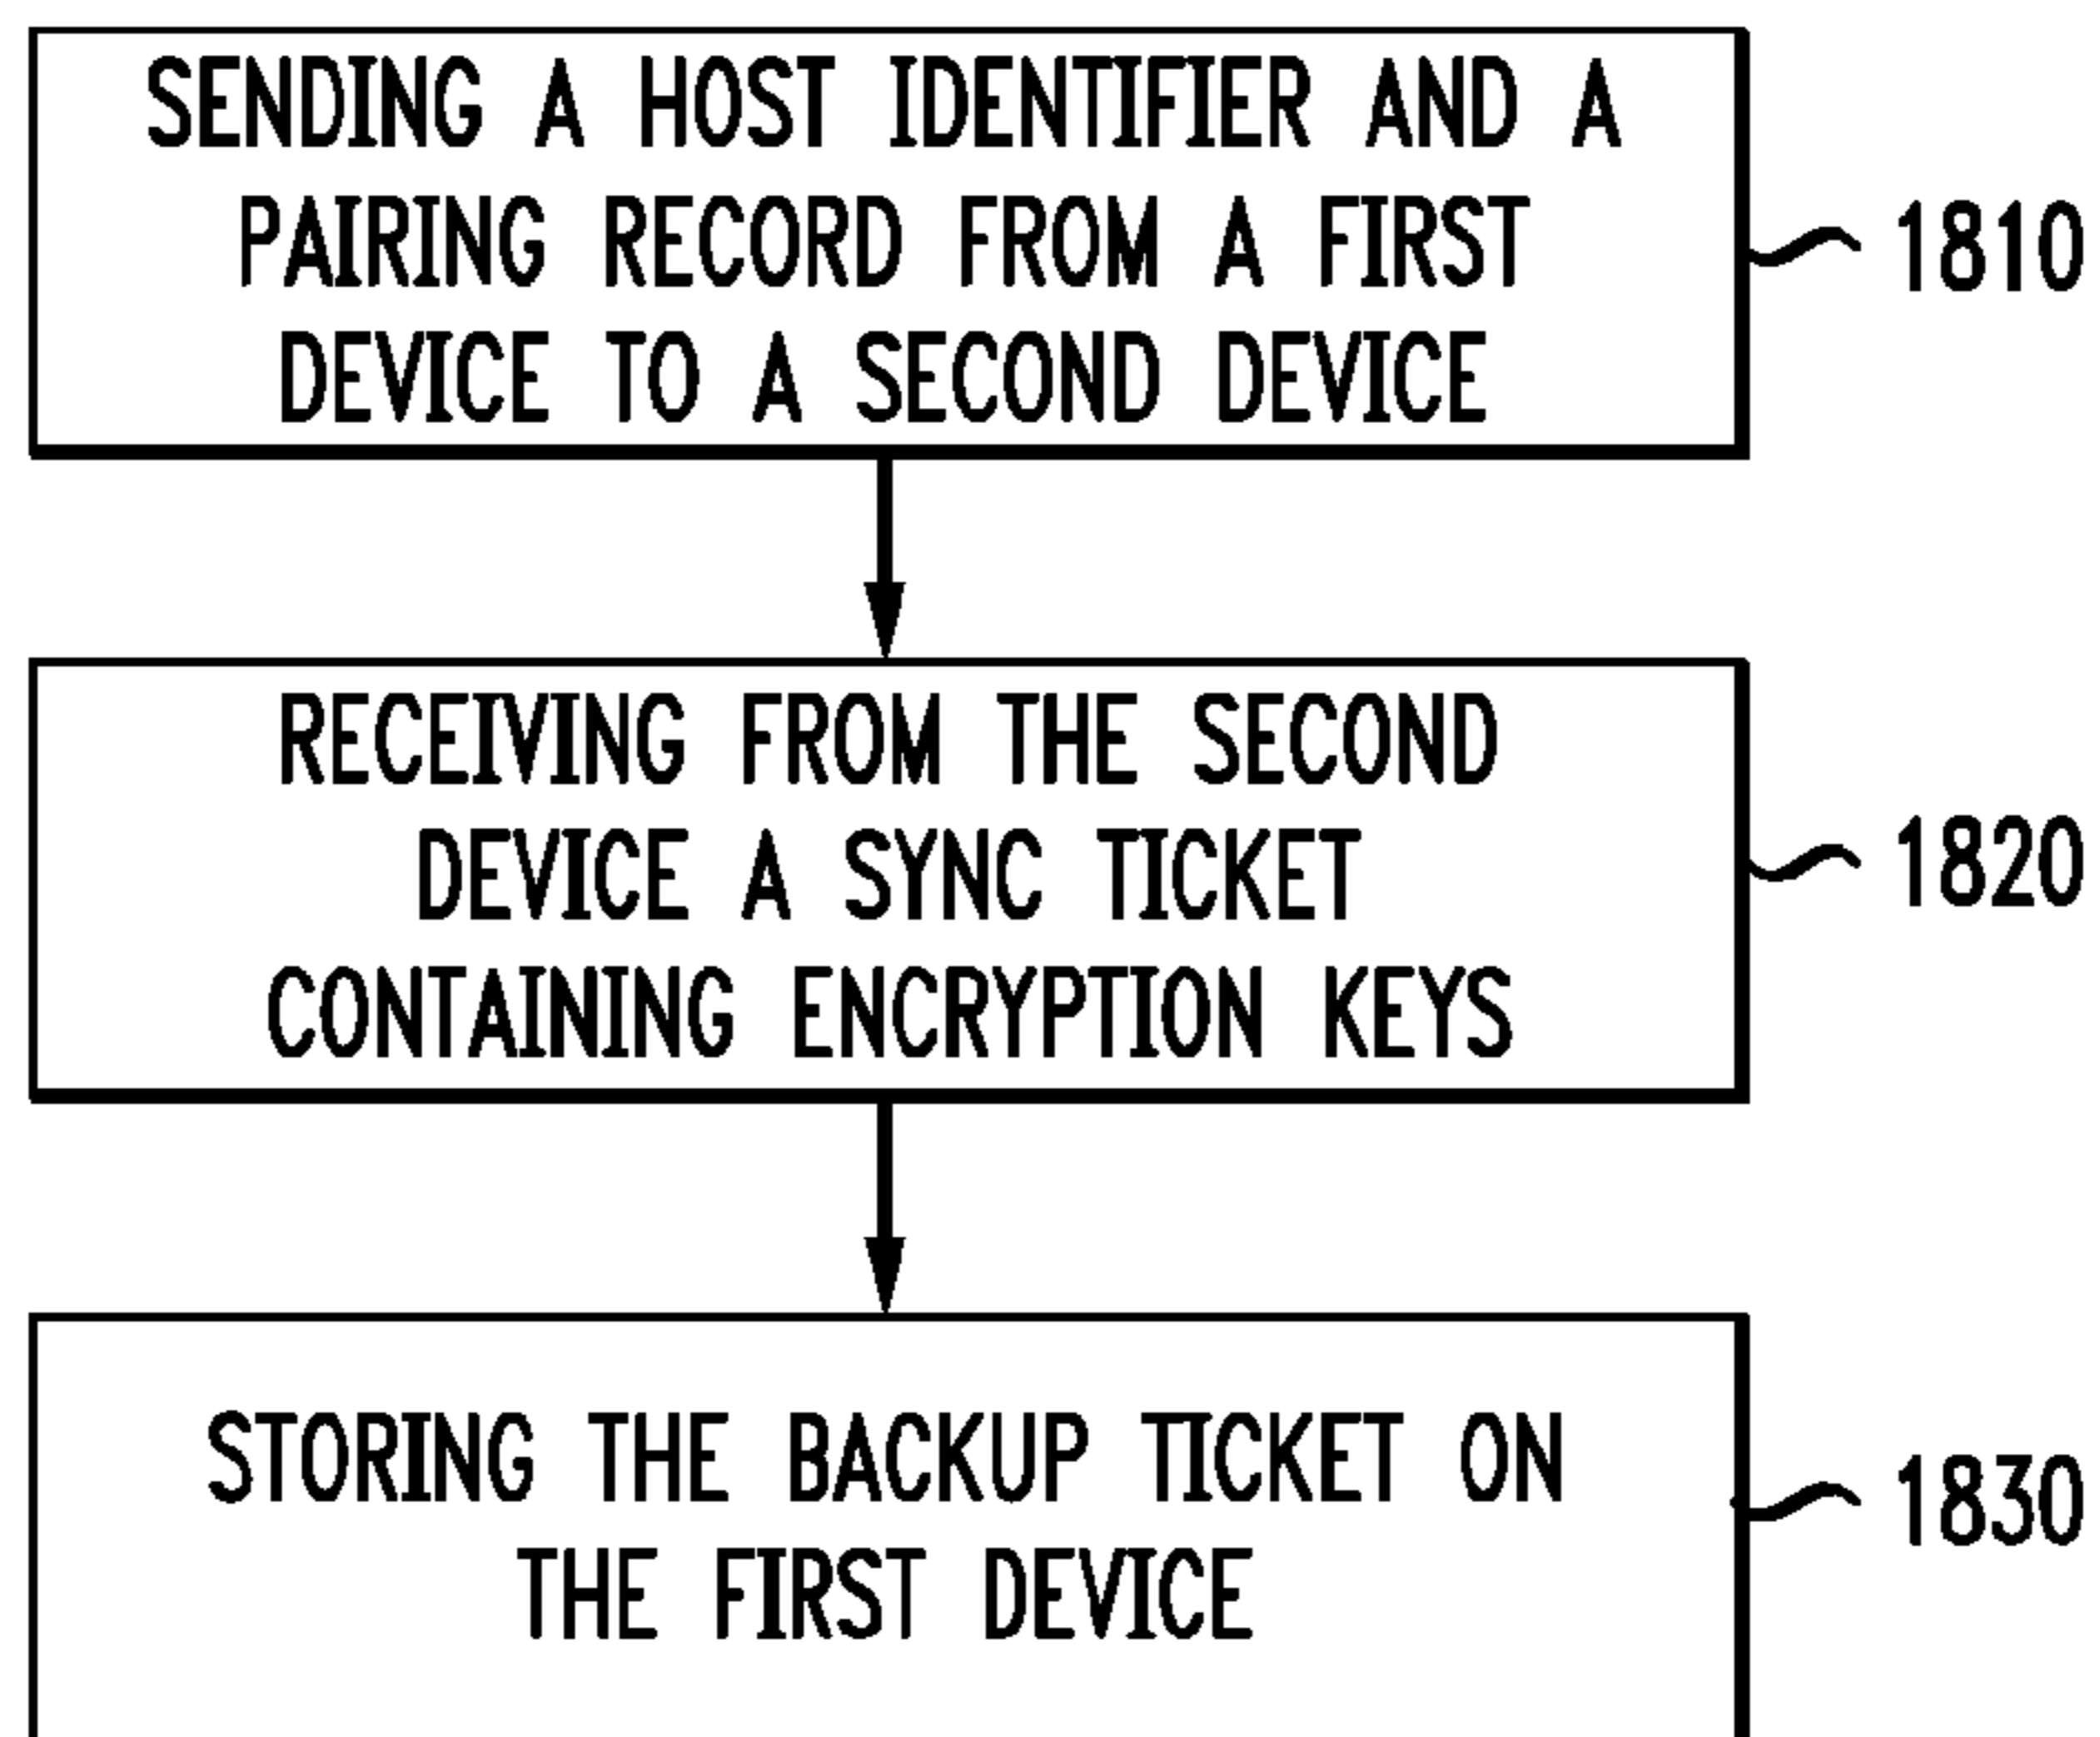 SENDING A HOST IDENTIFIER AND A
PAIRING RECORD FROM A FIRST
DEVICE TO A SECOND DEVICE
1810
RECEIVING FROM THE SECOND
DEVICE A SYNC TICKET
CONTAINING ENCRYPTION KEYS
1820
STORING THE BACKUP TICKET ON
THE FIRST DEVICE
1830